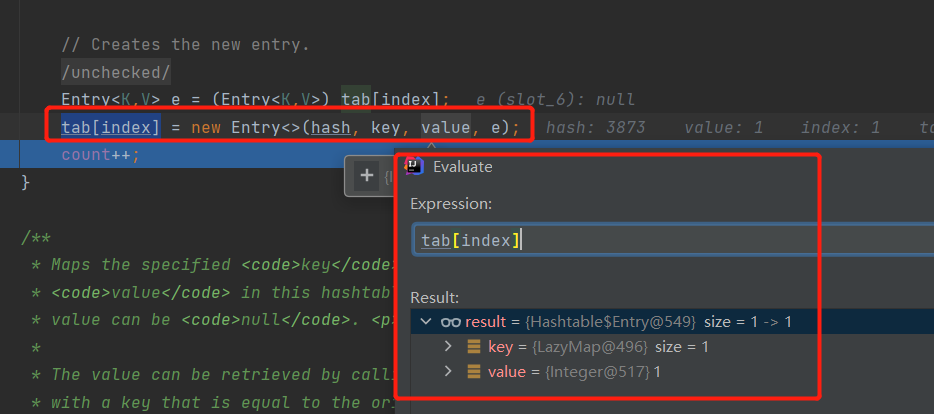 // Creates the new entry.
/unchecked/
Entry<K,V> e = (Entry<K,V>) tab[index]; e (slot_6): null
tab[index] = new Entry<>(hash, key, value, e); hash: 3873 value: 1 index: 1
count++;
}
/**
* Maps the specified <code>key</code>
* <code>value</code> in this hashtab
* value can be <code>null</code>. <p>
*
* The value can be retrieved by call
* with a key that is equal to the or
+ {
IJ Evaluate
Expression:
tab[index]
Result:
result = {Hashtable$Entry@549} size = 1 -> 1
key = {LazyMap@496} size = 1
value = {Integer@517} 1